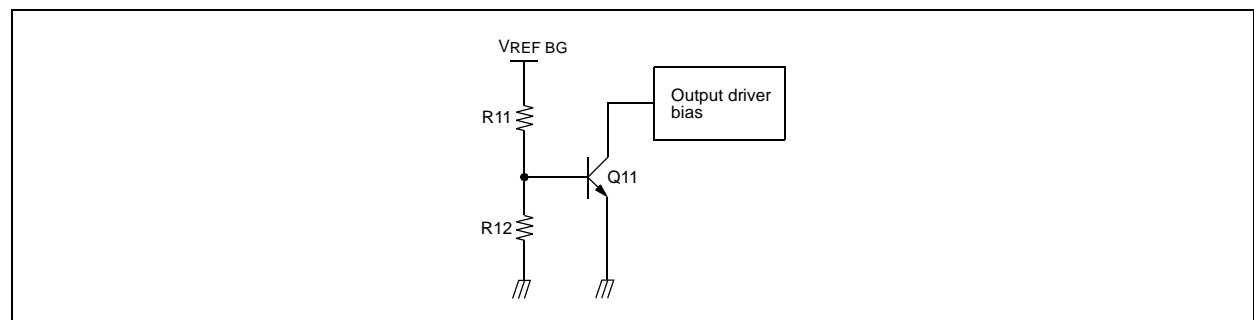 VREF BG
Output driver
bias
R11
Q11
R12